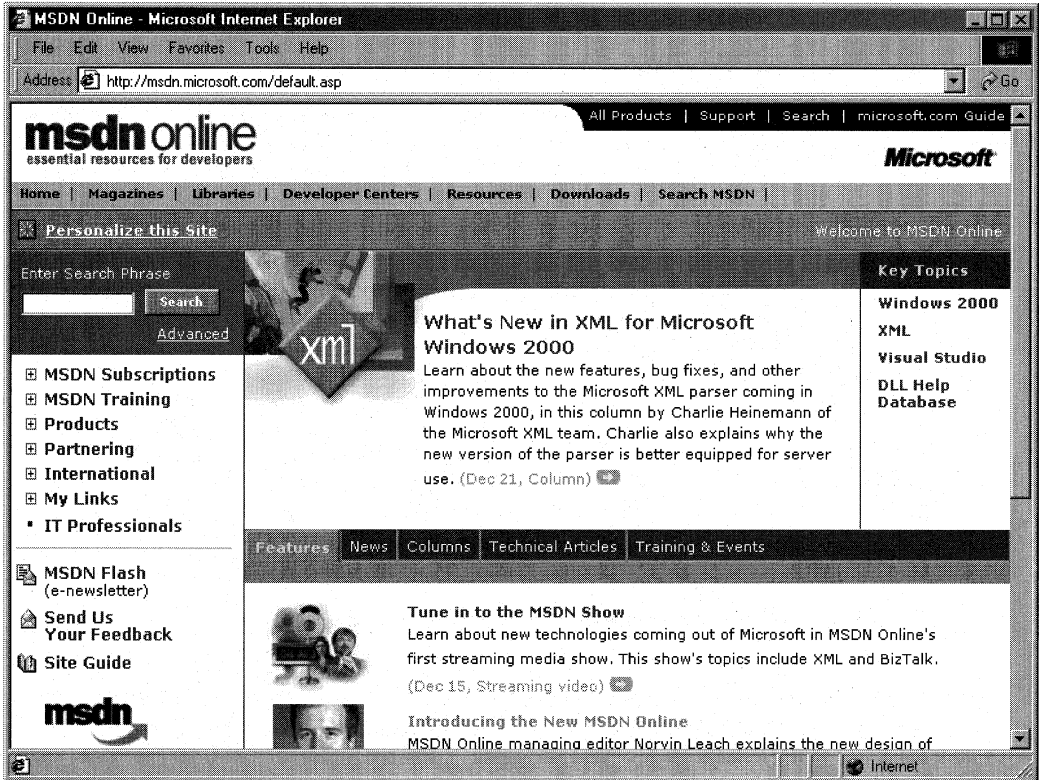 MSDN Online - Microsoft Internet Explorer
File Edit View Favorites Tools Help
Address http://msdn.microsoft.com/default.asp Go
All Products | Support | Search | microsoft.com Guide
msdn online
essential resources for developers
Microsoft
Home | Magazines | Libraries | Developer Centers | Resources | Downloads | Search MSDN |
Personalize this Site
Welcome to MSDN Online
Enter Search Phrase
Search
Advanced
MSDN Subscriptions
MSDN Training
Products
Partnering
International
My Links
IT Professionals
MSDN Flash
(e-newsletter)
Send Us
Your Feedback
Site Guide
msdn
xml
What's New in XML for Microsoft
Windows 2000
Learn about the new features, bug fixes, and other
improvements to the Microsoft XML parser coming in
Windows 2000, in this column by Charlie Heinemann of
the Microsoft XML team. Charlie also explains why the
new version of the parser is better equipped for server
use. (Dec 21, Column)
Key Topics
Windows 2000
XML
Visual Studio
DLL Help
Database
Features | News | Columns | Technical Articles | Training & Events
Tune in to the MSDN Show
Learn about new technologies coming out of Microsoft in MSDN Online's
first streaming media show. This show's topics include XML and BizTalk.
(Dec 15, Streaming video)
Introducing the New MSDN Online
MSDN Online managing editor Norvin Leach explains the new design of
Internet